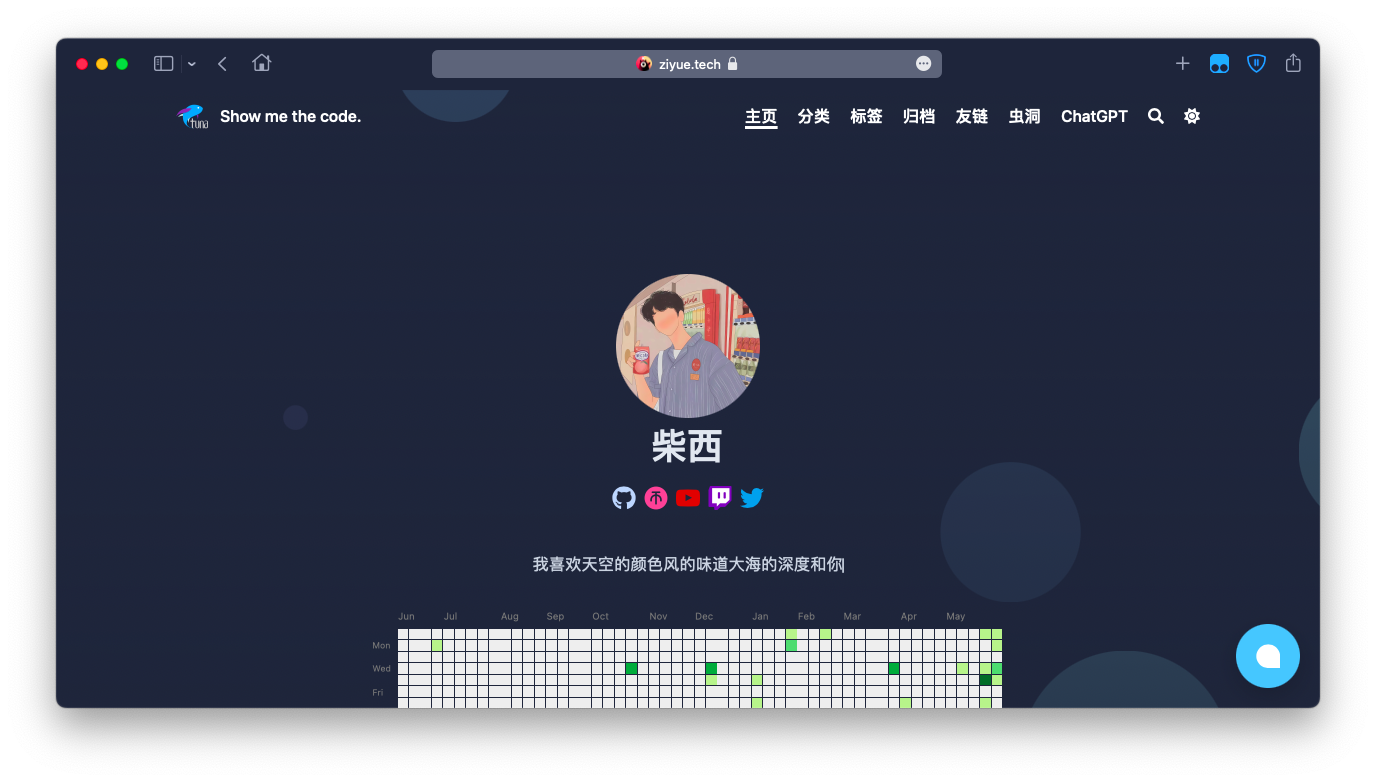 ziyue.tech
tuna
Show me the code.
主页 分类 标签 归档 友链 虫洞 ChatGPT
柴西
我喜欢天空的颜色风的味道大海的深度和你
Jun Jul Aug Sep Oct Nov Dec Jan Feb Mar Apr May
Mon
Wed
Fri